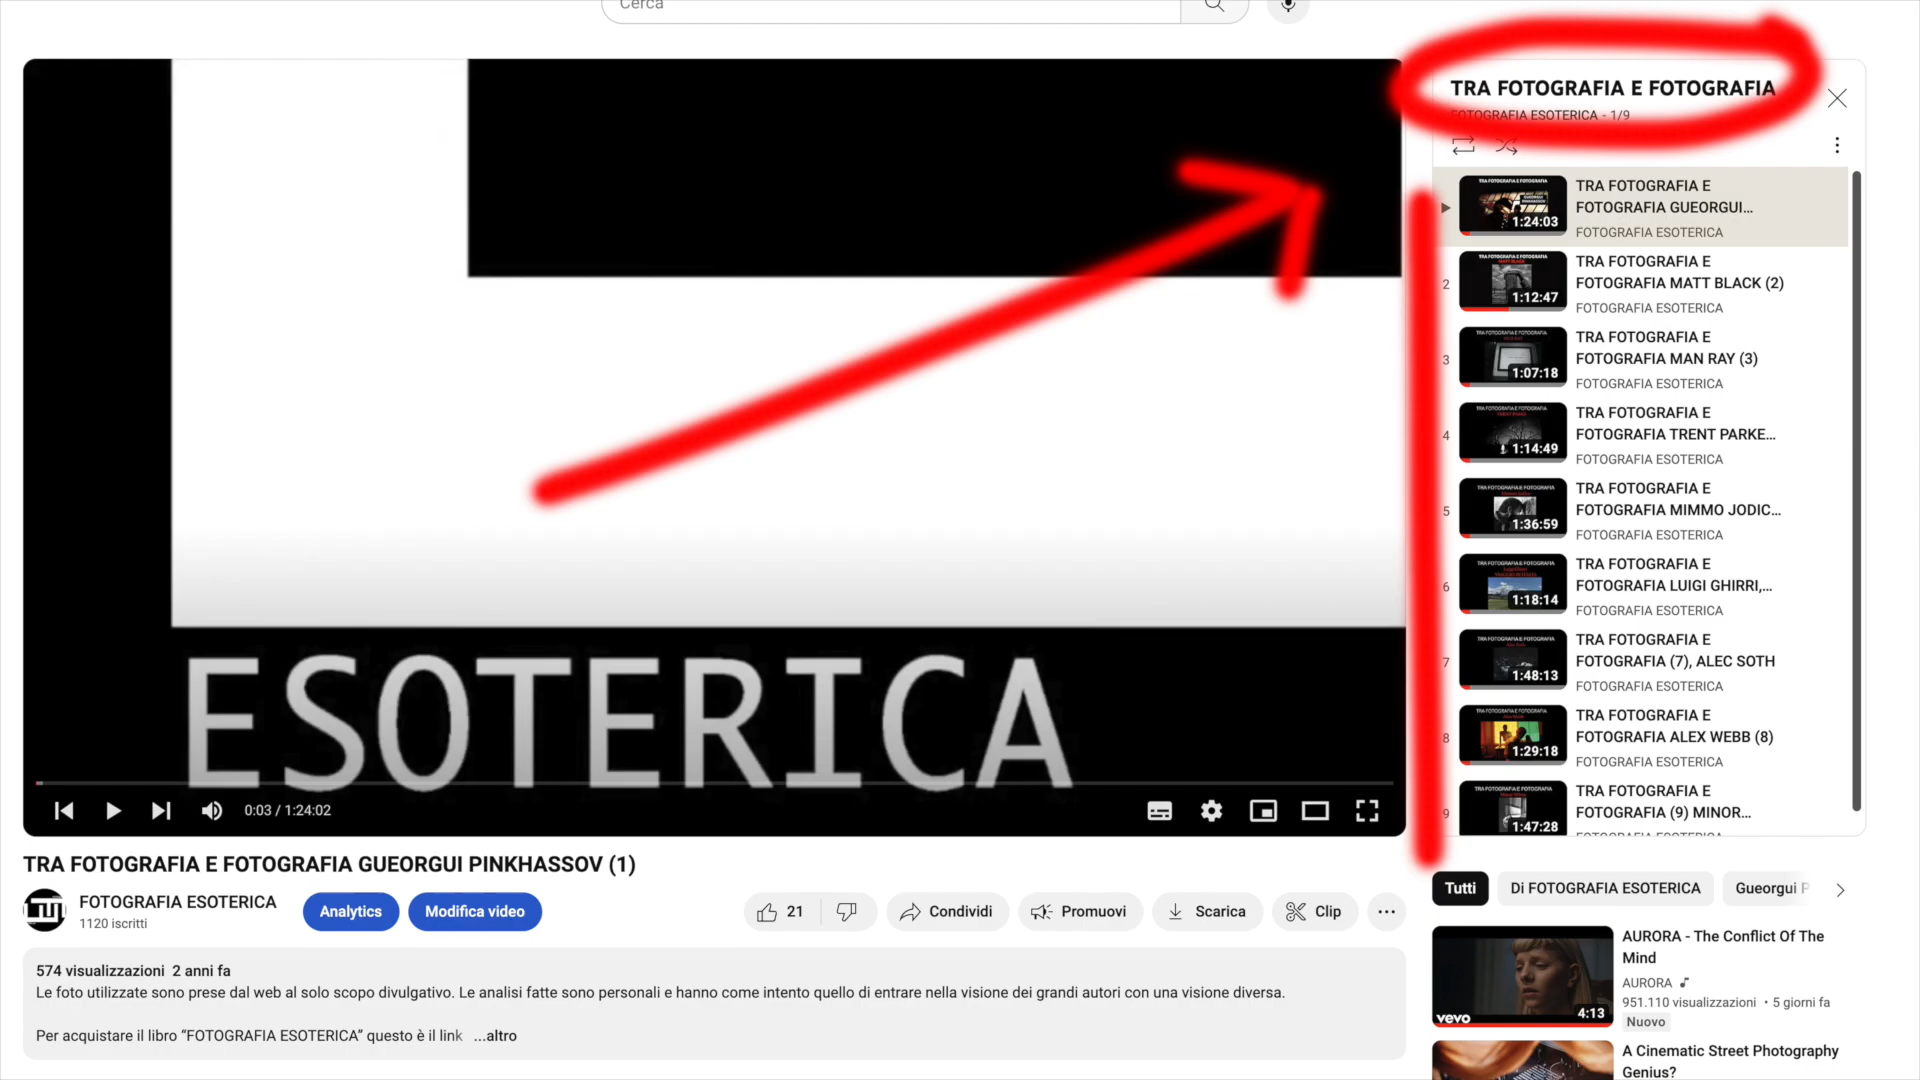 Cerca
TRA FOTOGRAFIA E FOTOGRAFIA
FOTOGRAFIA ESOTERICA - 1/9
1:24:03
TRA FOTOGRAFIA E
FOTOGRAFIA GUEORGUI...
FOTOGRAFIA ESOTERICA
2
1:12:47
TRA FOTOGRAFIA E
FOTOGRAFIA MATT BLACK (2)
FOTOGRAFIA ESOTERICA
3
1:07:18
TRA FOTOGRAFIA E
FOTOGRAFIA MAN RAY (3)
FOTOGRAFIA ESOTERICA
4
1:14:49
TRA FOTOGRAFIA E
FOTOGRAFIA TRENT PARKE...
FOTOGRAFIA ESOTERICA
5
1:36:59
TRA FOTOGRAFIA E
FOTOGRAFIA MIMMO JODIC...
FOTOGRAFIA ESOTERICA
6
1:18:14
TRA FOTOGRAFIA E
FOTOGRAFIA LUIGI GHIRRI,...
FOTOGRAFIA ESOTERICA
7
1:48:13
TRA FOTOGRAFIA E
FOTOGRAFIA (7), ALEC SOTH
FOTOGRAFIA ESOTERICA
8
1:29:18
TRA FOTOGRAFIA E
FOTOGRAFIA ALEX WEBB (8)
FOTOGRAFIA ESOTERICA
9
1:47:28
TRA FOTOGRAFIA E
FOTOGRAFIA (9) MINOR...
ESOTERICA
0:03 / 1:24:02
TRA FOTOGRAFIA E FOTOGRAFIA GUEORGUI PINKHASSOV (1)
FOTOGRAFIA ESOTERICA
1120 iscritti
Analytics
Modifica video
21
Condividi
Promuovi
Scarica
Clip
574 visualizzazioni 2 anni fa
Le foto utilizzate sono prese dal web al solo scopo divulgativo. Le analisi fatte sono personali e hanno come intento quello di entrare nella visione dei grandi autori con una visione diversa.
Per acquistare il libro “FOTOGRAFIA ESOTERICA” questo è il link ...altro
Tutti
Di FOTOGRAFIA ESOTERICA
Gueorgui P
vevo
4:13
AURORA - The Conflict Of The
Mind
AURORA
951.110 visualizzazioni • 5 giorni fa
Nuovo
A Cinematic Street Photography
Genius?